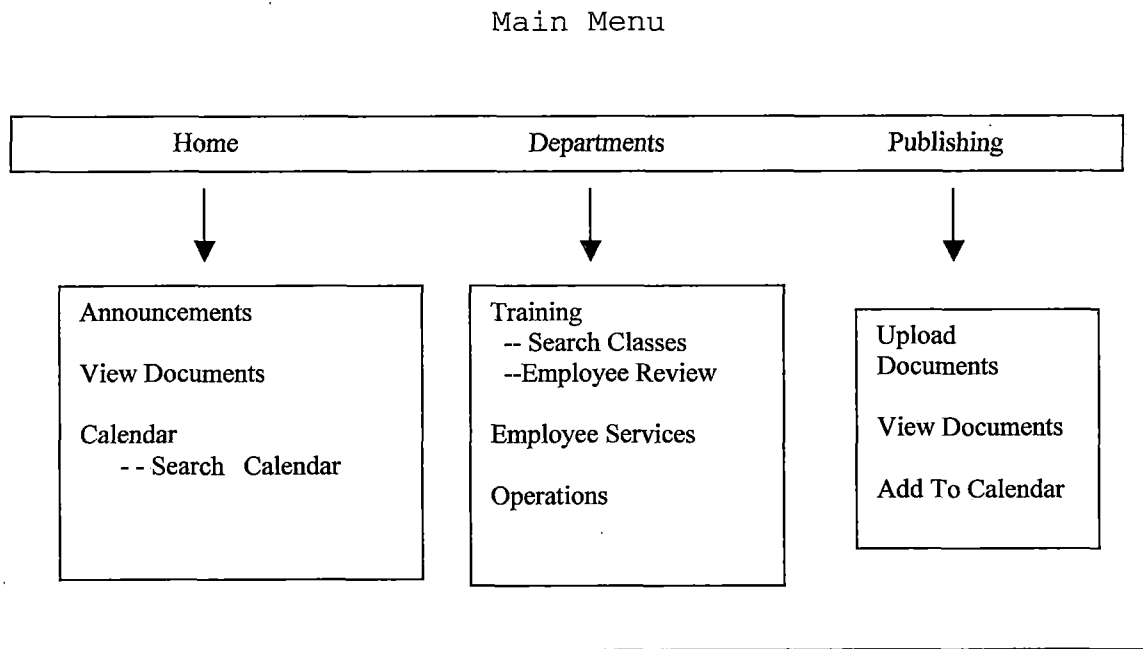 Main Menu
Home Departments Publishing
Announcements
View Documents
Calendar
- - Search Calendar
Training
-- Search Classes
--Employee Review
Employee Services
Operations
Upload
Documents
View Documents
Add To Calendar